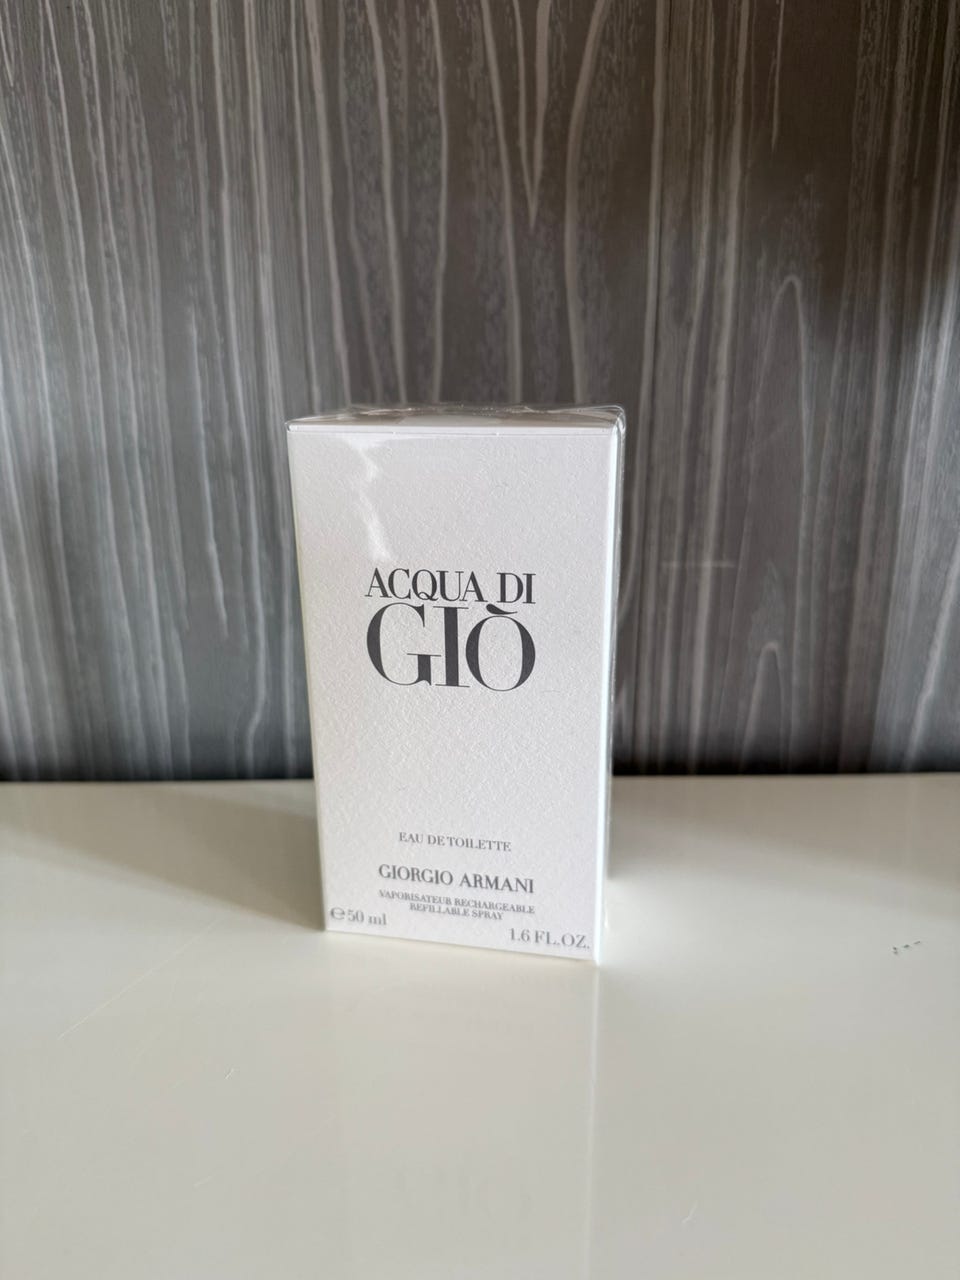 ACQUA DI
GIÒ
EAU DE TOILETTE
GIORGIO ARMANI
VAPORISATEUR RECHARGEABLE
REFILLABLE SPRAY
℮50 ml
1.6 FL.OZ.